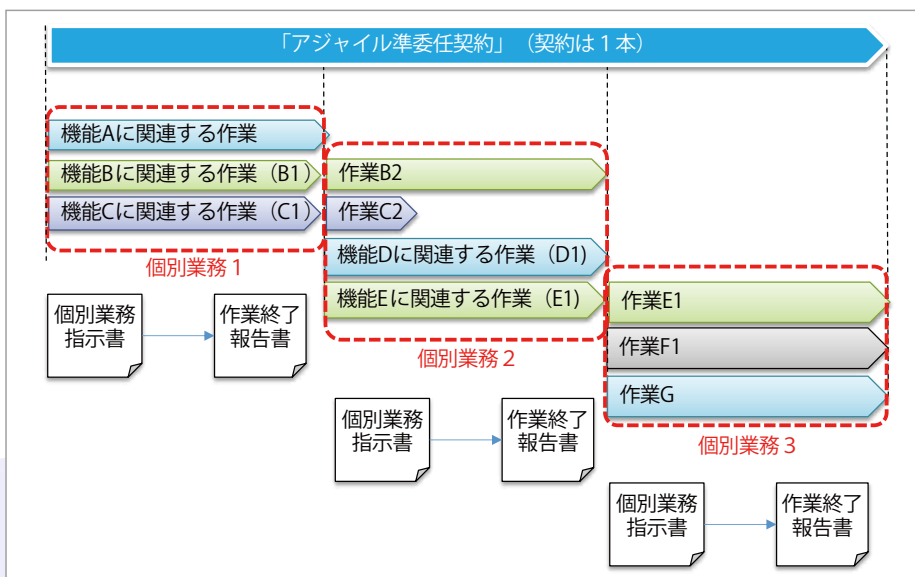 「アジャイル準委任契約」（契約は1本）
機能Aに関連する作業
機能Bに関連する作業（B1）
機能Cに関連する作業（C1）
個別業務1
作業B2
作業C2
機能Dに関連する作業（D1)
機能Eに関連する作業（E1)
個別業務2
作業E1
作業F1
作業G
個別業務3
個別業務
指示書
作業終了
報告書
個別業務
指示書
作業終了
報告書
個別業務
指示書
作業終了
報告書